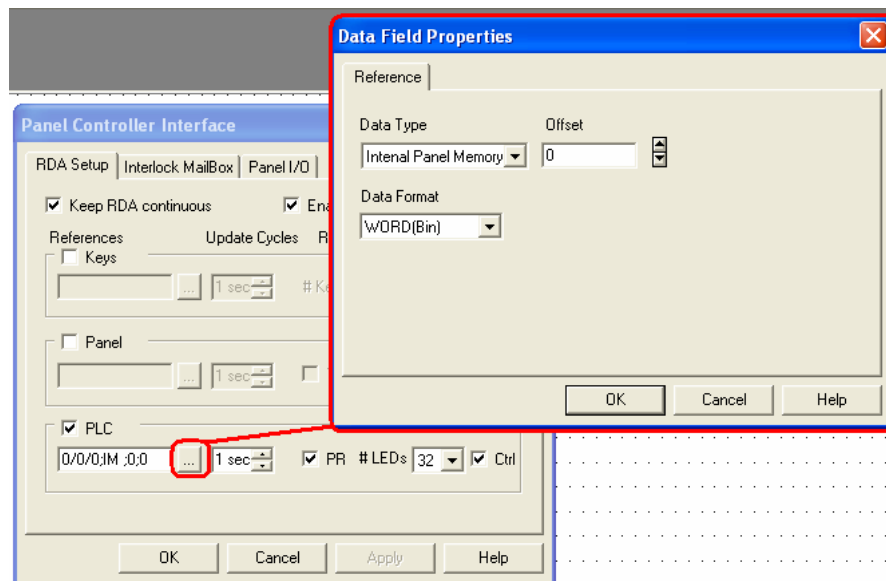 Data Field Properties
Reference
Data Type Offset
Intenal Panel Memory 0
Data Format
WORD(Bin)
OK Cancel Help
Panel Controller Interface
RDA Setup Interlock MailBox Panel I/O
Keep RDA continuous
References Update Cycles
Keys
... 1 sec
Panel
... 1 sec
PLC
0/0/0;IM ;0;0 ... 1 sec PR # LEDs 32 Ctrl
OK Cancel Apply Help